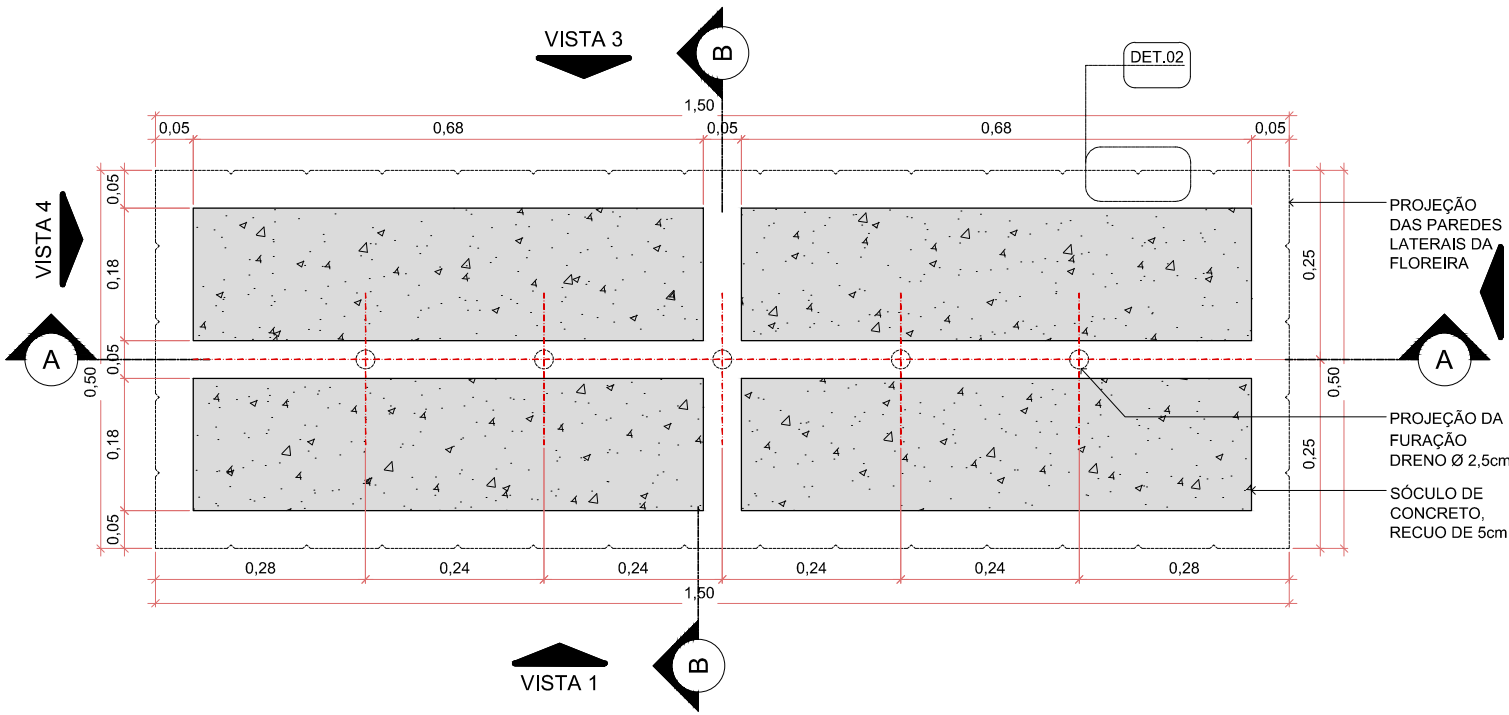 VISTA 3
B
DET.02
1,50
0,05
0,68
0,05
0,68
0,05
VISTA 4
0,05
0,18
0,05
0,18
0,05
0,50
A
PROJEÇÃO
DAS PAREDES
LATERAIS DA
FLOREIRA
0,25
0,25
0,50
A
PROJEÇÃO DA
FURAÇÃO
DRENO Ø 2,5cm
SÓCULO DE
CONCRETO,
RECUO DE 5cm
0,28
0,24
0,24
0,24
0,24
0,28
1,50
VISTA 1
B